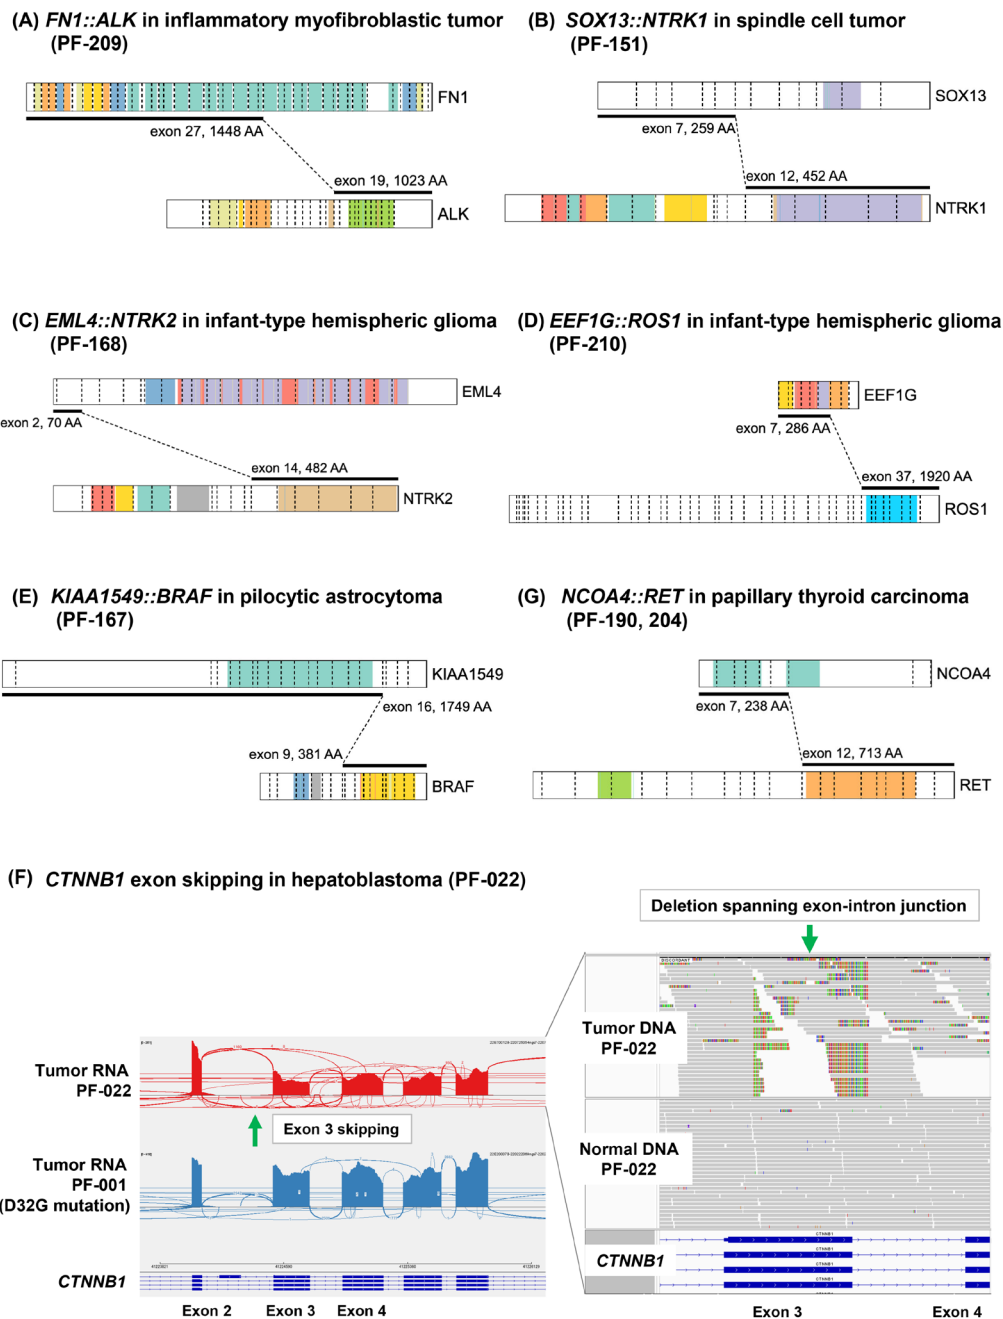 (A) FN1::ALK in inflammatory myofibroblastic tumor
(PF-209)
FN1
exon 27, 1448 AA
exon 19, 1023 AA
ALK
(B) SOX13::NTRK1 in spindle cell tumor
(PF-151)
SOX13
exon 7, 259 AA
exon 12, 452 AA
NTRK1
(C) EML4::NTRK2 in infant-type hemispheric glioma
(PF-168)
EML4
exon 2, 70 AA
exon 14, 482 AA
NTRK2
(D) EEF1G::ROS1 in infant-type hemispheric glioma
(PF-210)
EEF1G
exon 7, 286 AA
exon 37, 1920 AA
ROS1
(E) KIAA1549::BRAF in pilocytic astrocytoma
(PF-167)
KIAA1549
exon 16, 1749 AA
exon 9, 381 AA
BRAF
(G) NCOA4::RET in papillary thyroid carcinoma
(PF-190, 204)
NCOA4
exon 7, 238 AA
exon 12, 713 AA
RET
(F) CTNNB1 exon skipping in hepatoblastoma (PF-022)
Deletion spanning exon-intron junction
Tumor RNA
PF-022
Exon 3 skipping
Tumor RNA
PF-001
(D32G mutation)
CTNNB1
Exon 2 Exon 3 Exon 4
Tumor DNA
PF-022
Normal DNA
PF-022
CTNNB1
CTNNB1
CTNNB1
CTNNB1
CTNNB1
Exon 3 Exon 4